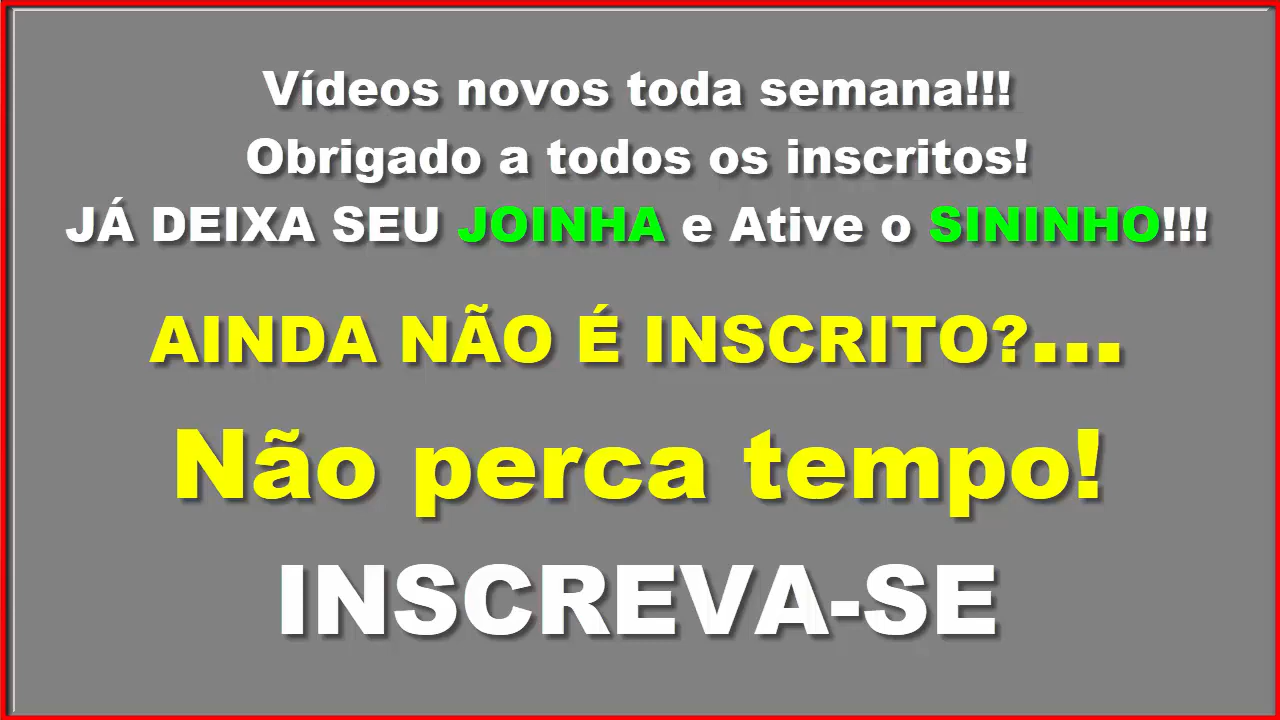 Vídeos novos toda semana!!!
Obrigado a todos os inscritos!
JÁ DEIXA SEU JOINHA e Ative o SININHO!!!
AINDA NÃO É INSCRITO?...
Não perca tempo!
INSCREVA-SE